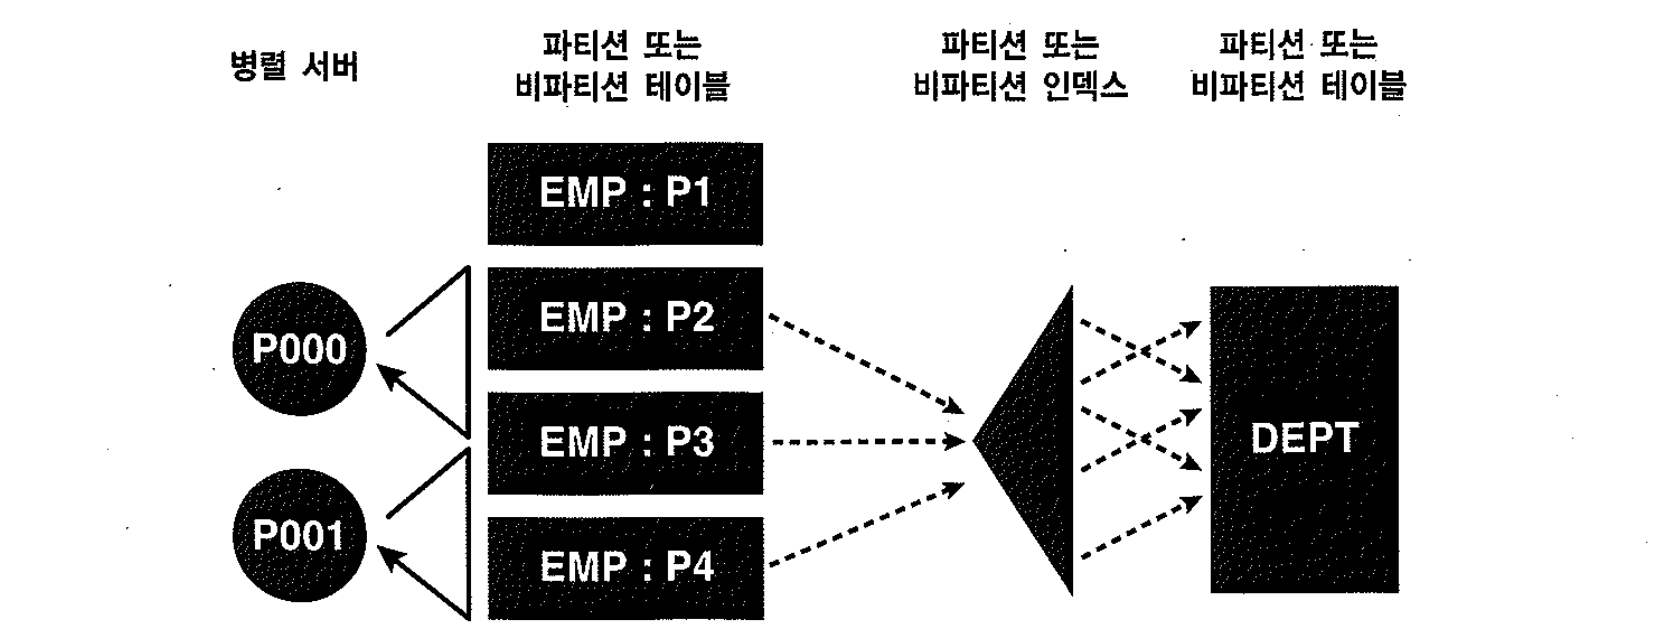 병렬 서버
파티션 또는
비파티션 테이블
파티션 또는
비파티션 인덱스
파티션 또는
비파티션 테이블
EMP : P1
P000
EMP : P2
EMP : P3
DEPT
P001
EMP : P4